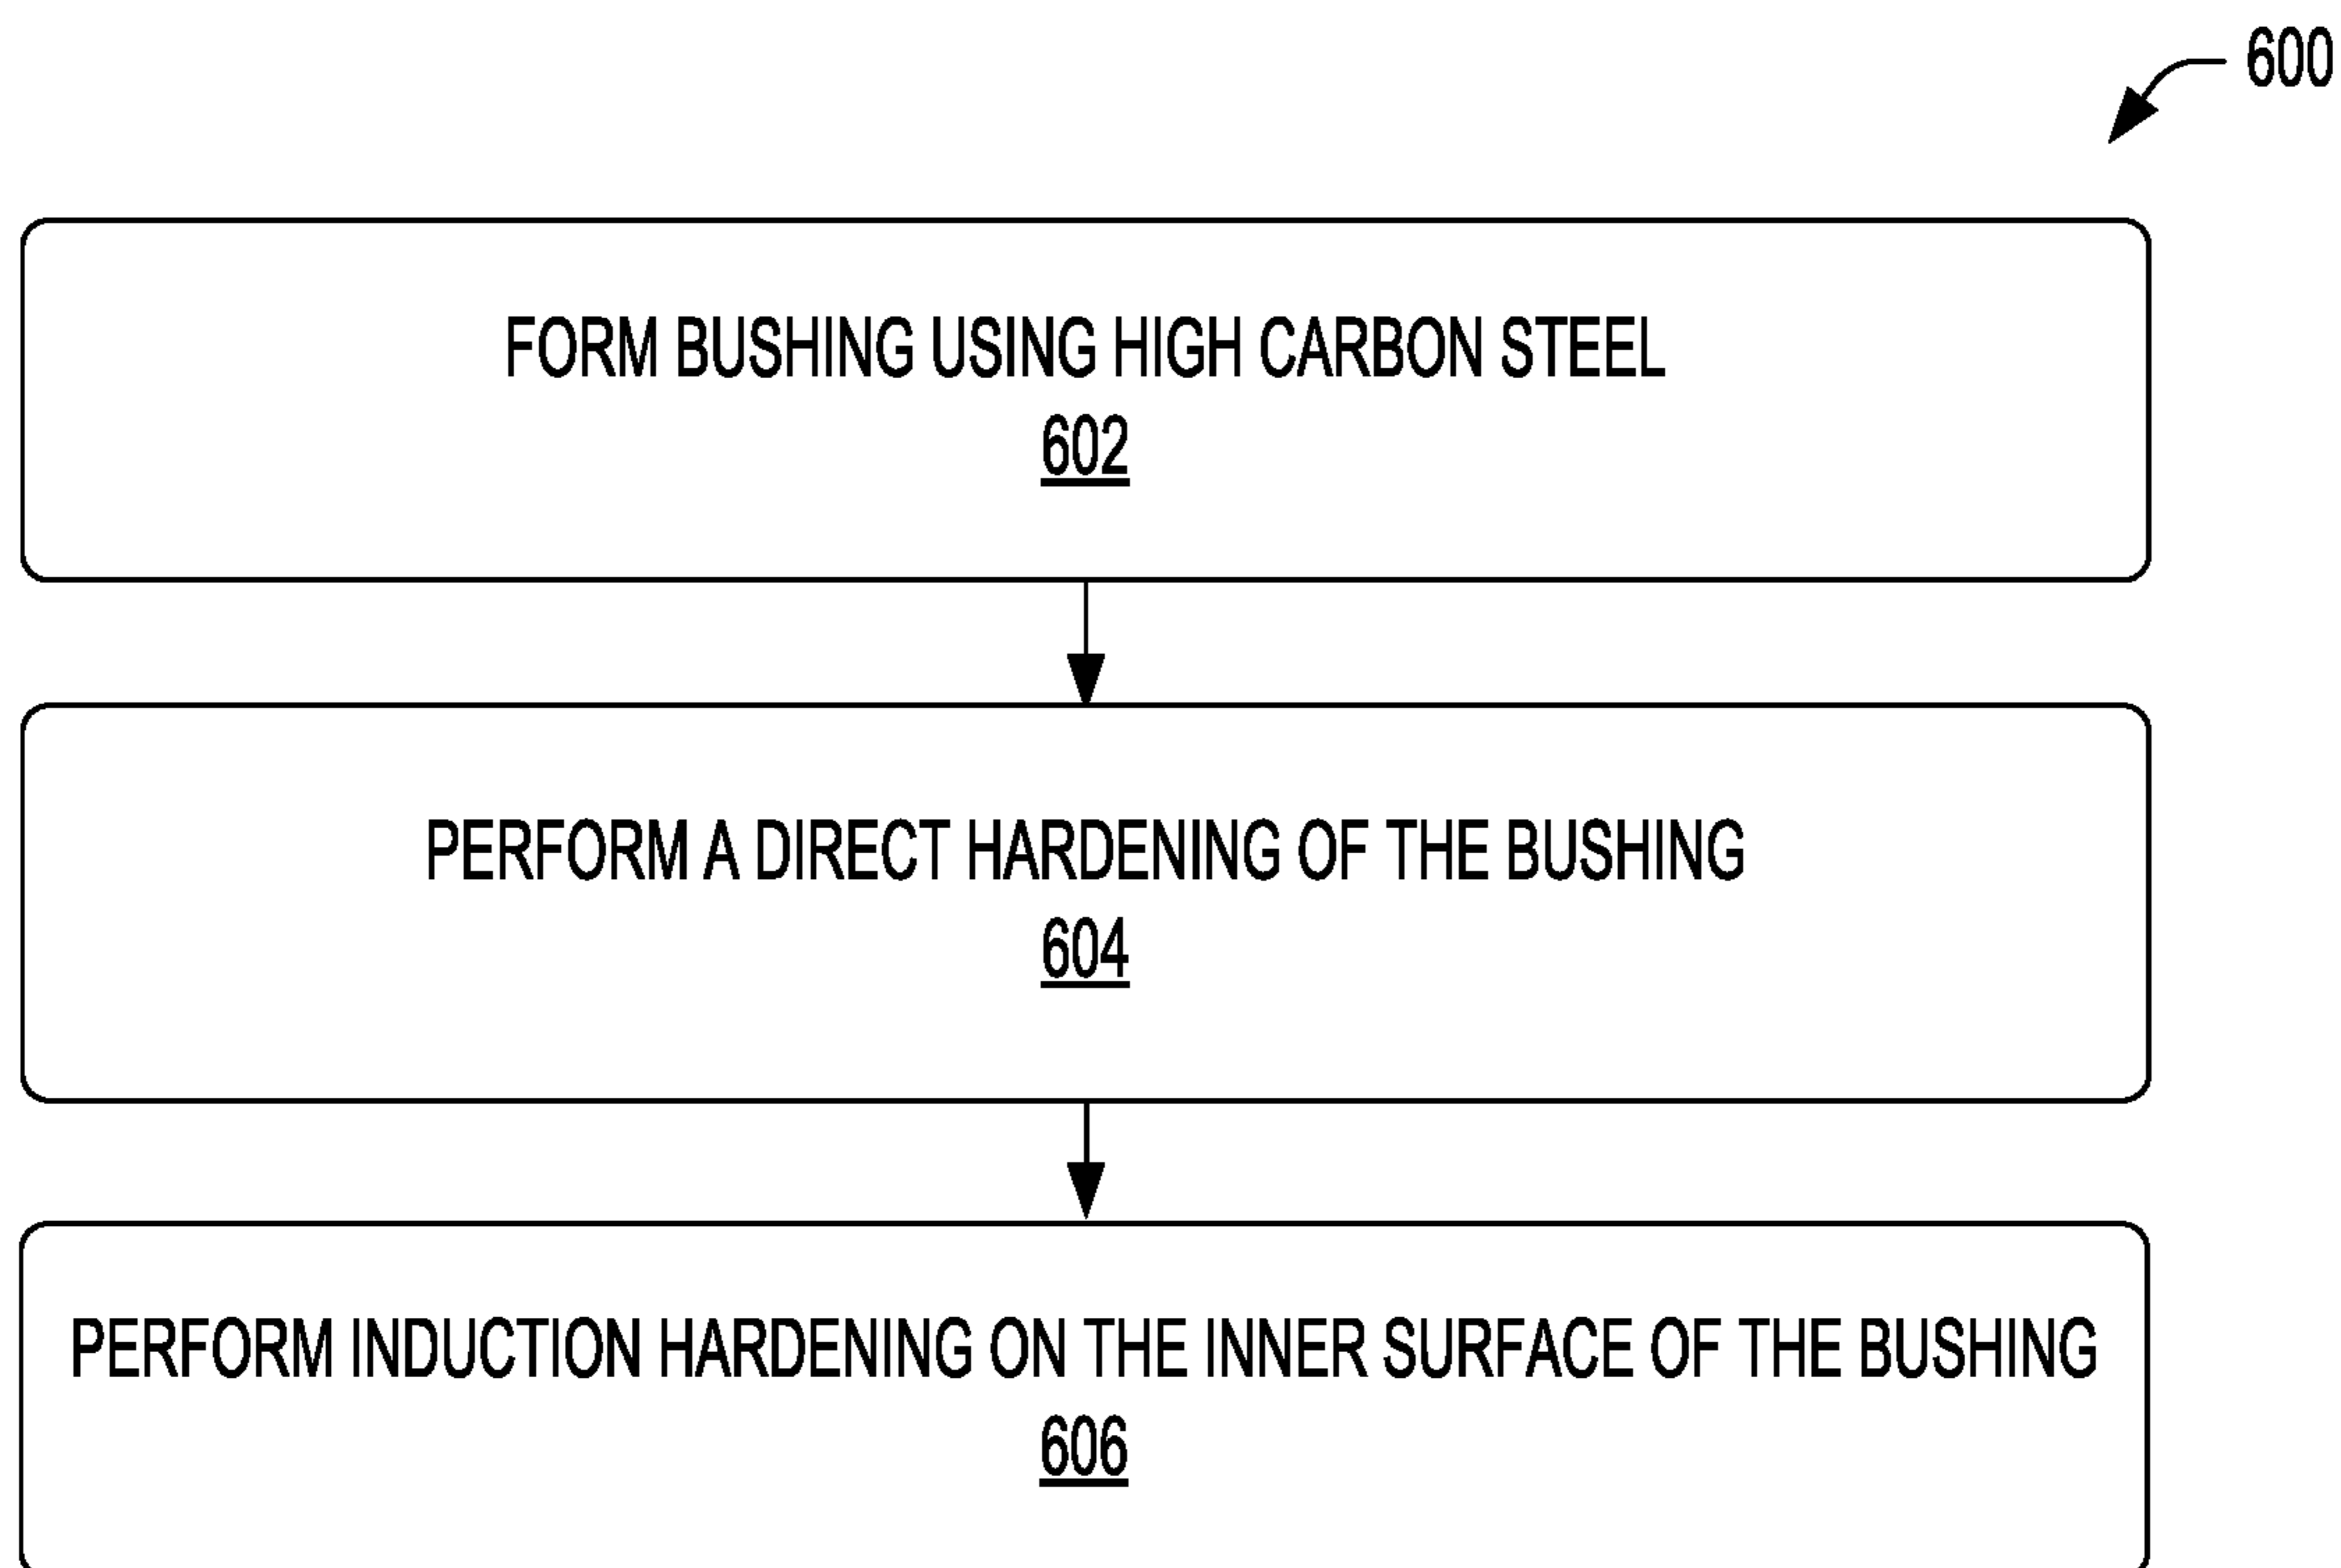 600
FORM BUSHING USING HIGH CARBON STEEL
602
PERFORM A DIRECT HARDENING OF THE BUSHING
604
PERFORM INDUCTION HARDENING ON THE INNER SURFACE OF THE BUSHING
606